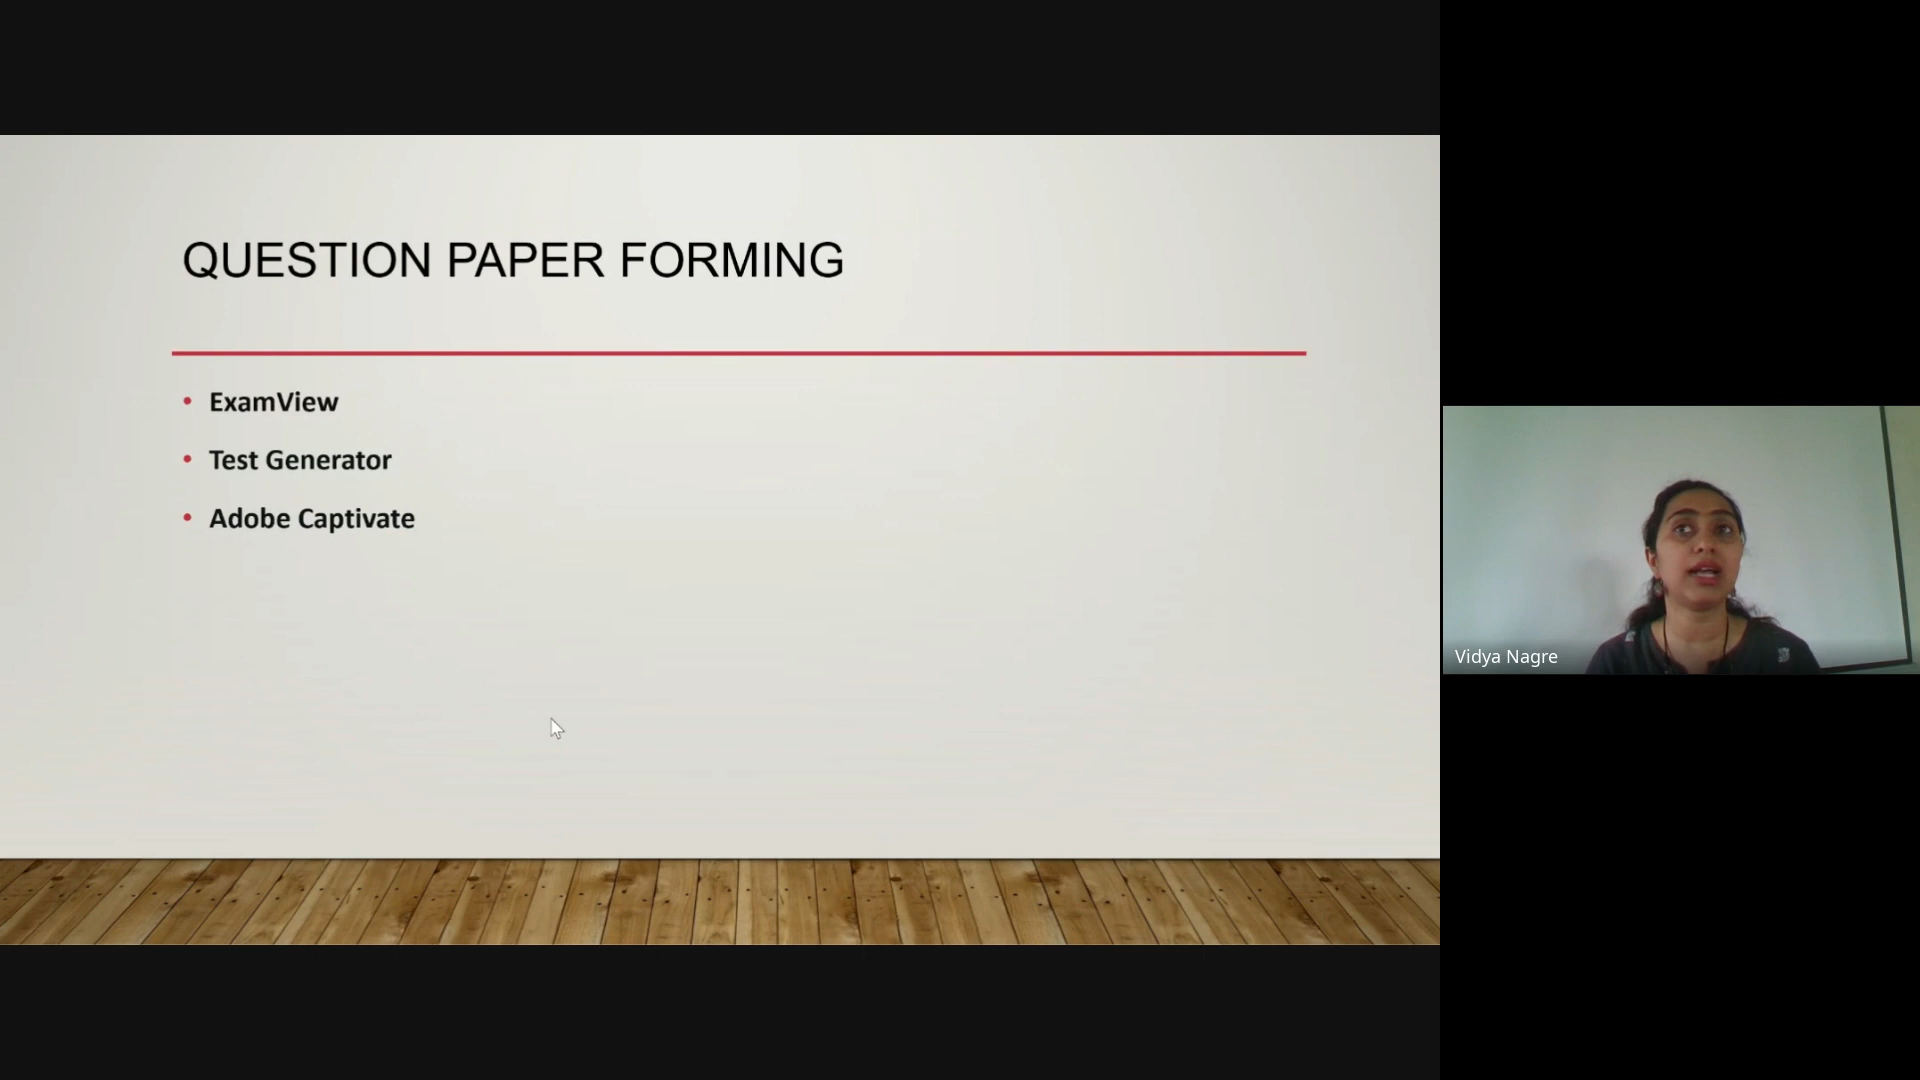 QUESTION PAPER FORMING
• ExamView
• Test Generator
• Adobe Captivate
Vidya Nagre